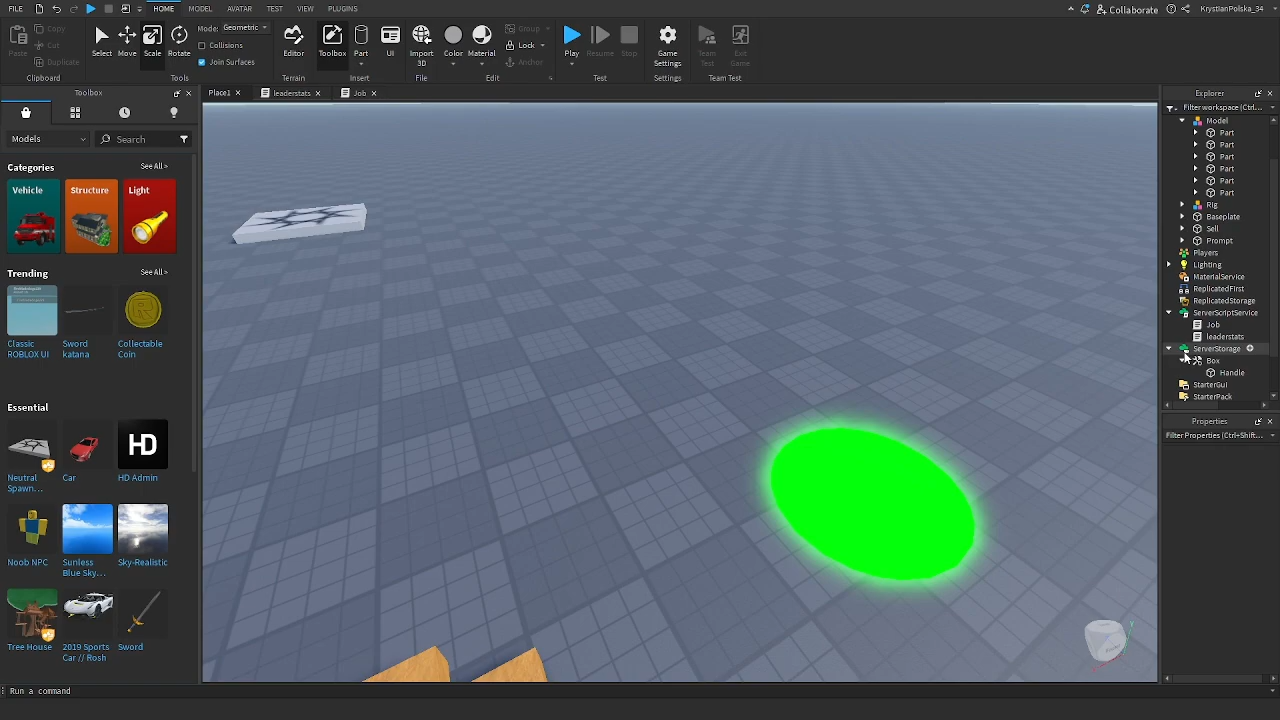 FILE HOME MODEL AVATAR TEST VIEW PLUGINS Collaborate KrystianPolska_34
Paste Copy Cut Duplicate Clipboard
Select Move Scale Rotate Mode: Geometric Collisions Join Surfaces Tools
Editor Terrain
Toolbox Part UI Insert
Import 3D File
Color Material Group Lock Anchor Edit
Play Resume Stop Test
Game Settings Settings
Team Test Exit Game Team Test
Toolbox
Place1 × leaderstats × Job ×
Models Search
Categories See All >
Vehicle Structure Light
Trending See All >
Classic ROBLOX UI
Sword katana
Collectable Coin
Essential See All >
HD
Neutral Spawn...
Car
HD Admin
Noob NPC
Sunless Blue Sky...
Sky-Realistic
Tree House
2019 Sports Car // Rosh
Sword
Explorer
Filter workspace (Ctrl...
Model
Part
Part
Part
Part
Part
Part
Rig
Baseplate
Sell
Prompt
Players
Lighting
MaterialService
ReplicatedFirst
ReplicatedStorage
ServerScriptService
Job
leaderstats
ServerStorage
Box
Handle
StarterGui
StarterPack
Properties
Filter Properties (Ctrl+Shift...
Run a command